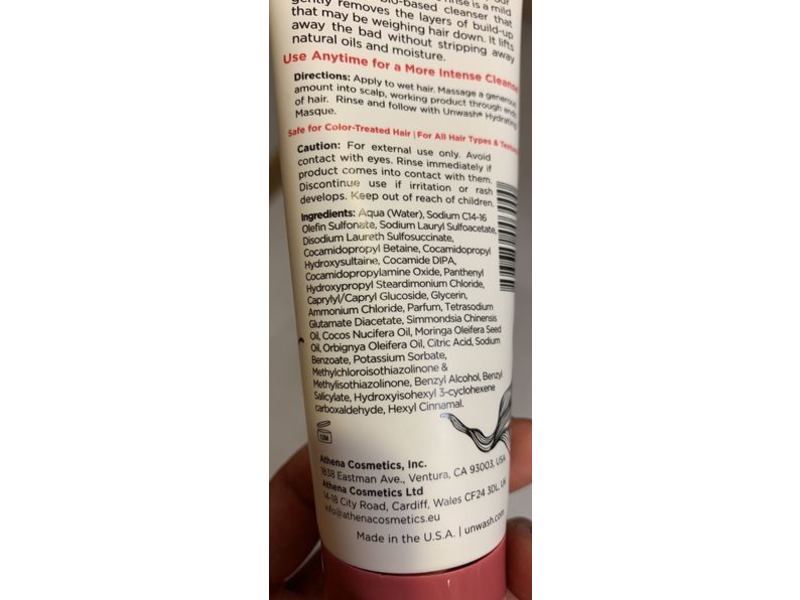 rinse is a mild
gently removes the layers of build-up
that may be weighing hair down. It lifts
away the bad without stripping away
natural oils and moisture.
Use Anytime for a More Intense Cleanse
Directions: Apply to wet hair. Massage a generous
amount into scalp, working product through ends
of hair. Rinse and follow with Unwash® Hydrating
Masque.
Safe for Color-Treated Hair | For All Hair Types &
Caution: For external use only. Avoid
contact with eyes. Rinse immediately if
product comes into contact with them.
Discontinue use if irritation or rash
develops. Keep out of reach of children.
Ingredients: Aqua (Water), Sodium C14-16
Olefin Sulfonate, Sodium Lauryl Sulfoacetate,
Disodium Laureth Sulfosuccinate,
Cocamidopropyl Betaine, Cocamidopropyl
Hydroxysultaine, Cocamide DIPA,
Cocamidopropylamine Oxide, Panthenyl
Hydroxypropyl Steardimonium Chloride,
Caprylyl/Capryl Glucoside, Glycerin,
Ammonium Chloride, Parfum, Tetrasodium
Glutamate Diacetate, Simmondsia Chinensis
Oil, Cocos Nucifera Oil, Moringa Oleifera Seed
Oil, Orbignya Oleifera Oil, Citric Acid, Sodium
Benzoate, Potassium Sorbate,
Methylchloroisothiazolinone &
Methylisothiazolinone, Benzyl Alcohol, Benzyl
Salicylate, Hydroxyisohexyl 3-cyclohexene
carboxaldehyde, Hexyl Cinnamal.
12M
Athena Cosmetics, Inc.
1838 Eastman Ave., Ventura, CA 93003, USA
Athena Cosmetics Ltd
14-18 City Road, Cardiff, Wales CF24 3DL, UK
info@athenacosmetics.eu
Made in the U.S.A. | unwash.com